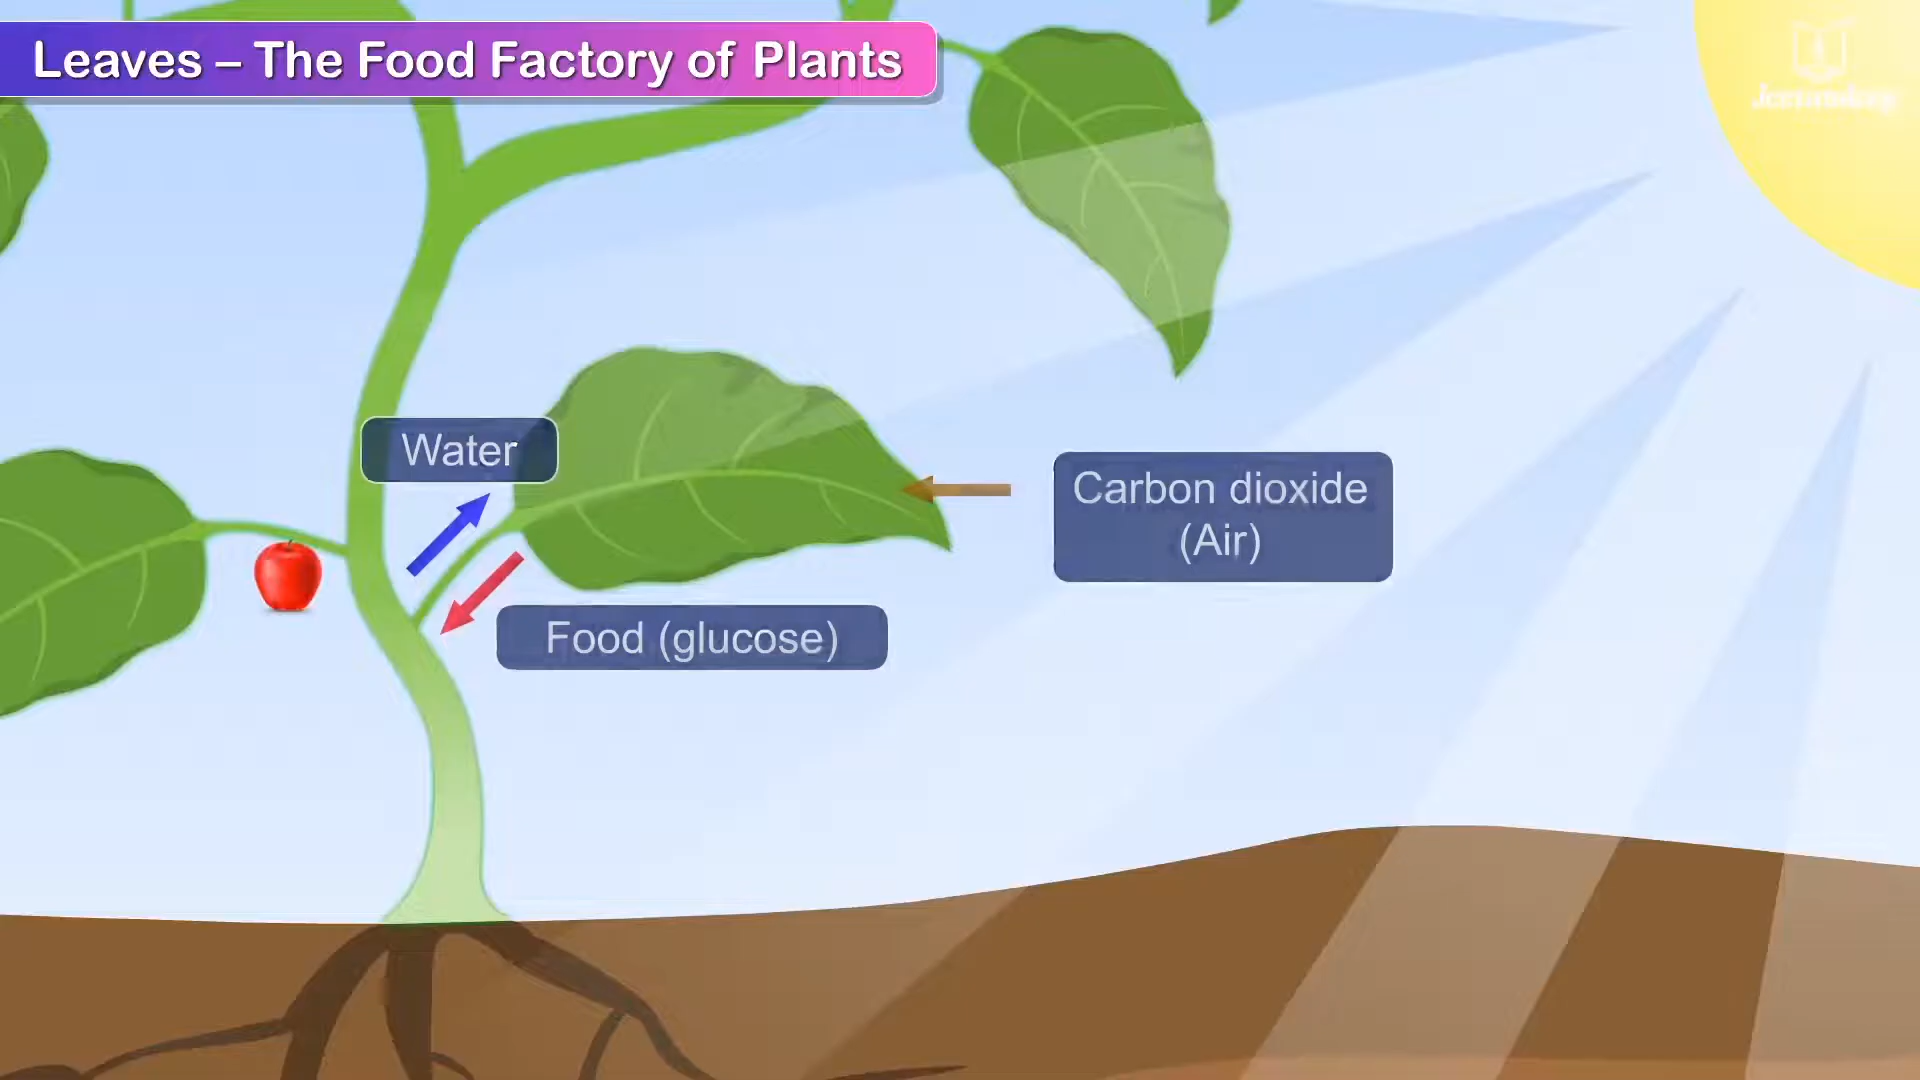 Leaves – The Food Factory of Plants
Water
Carbon dioxide
(Air)
Food (glucose)